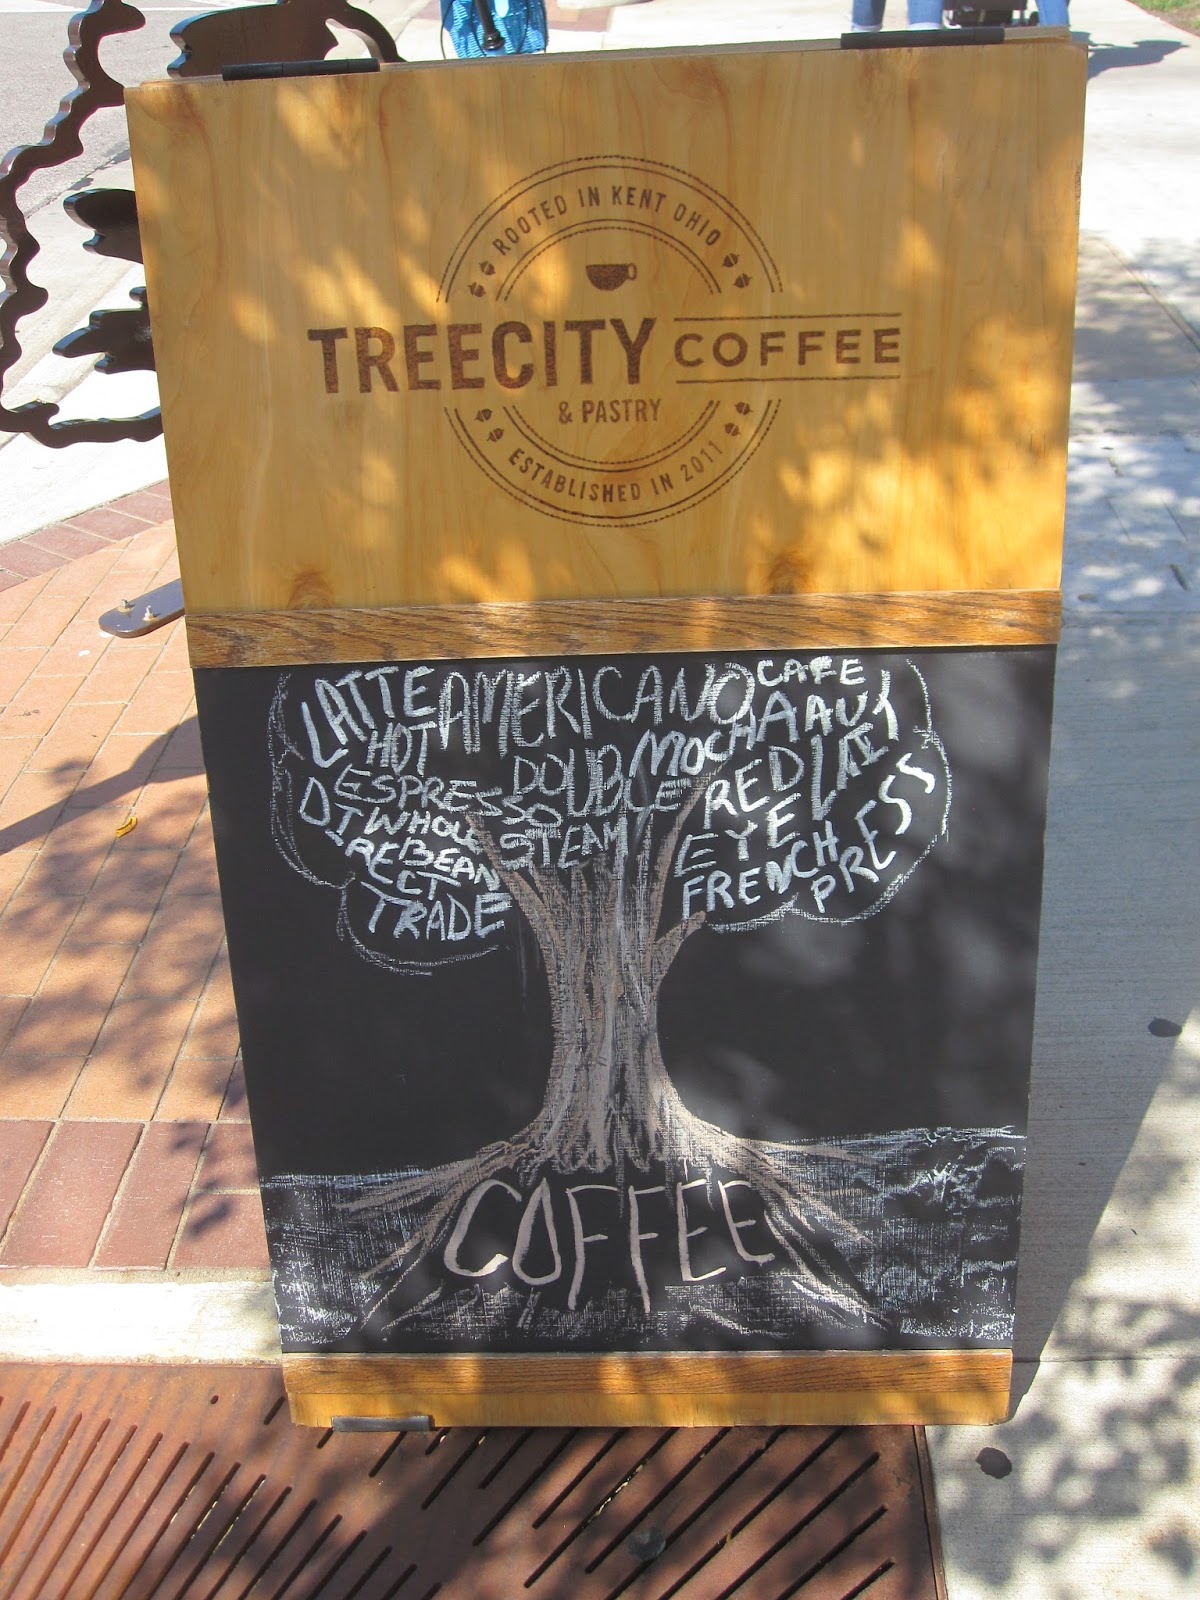 ROOTED IN KENT OHIO
TREECITY COFFEE
& PASTRY
ESTABLISHED IN 2011
LATTE
AMERICANO
CAFE
AU
HOT
DOUBLE
MOCHA
ESPRESSO
RED
EYE
DIRECT
TRADE
WHOLE
BEAN
STEAM
FRENCH
PRESS
COFFEE